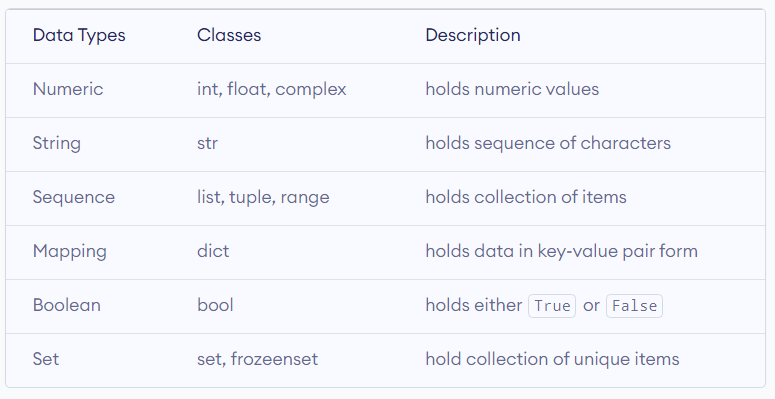 Data Types Classes Description
Numeric int, float, complex holds numeric values
String str holds sequence of characters
Sequence list, tuple, range holds collection of items
Mapping dict holds data in key-value pair form
Boolean bool holds either True or False
Set set, frozeenset hold collection of unique items